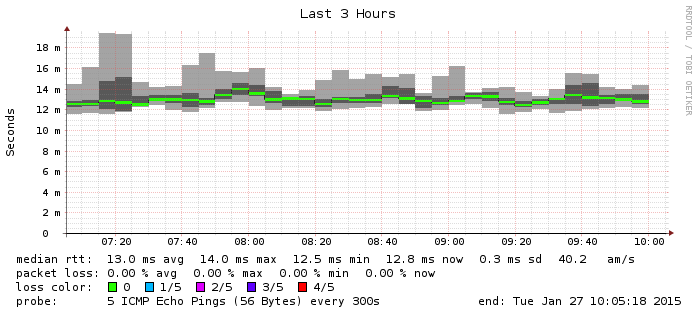 Last 3 Hours
RRDTOOL / TOBI OETIKER
Seconds
18 m
16 m
14 m
12 m
10 m
8 m
6 m
4 m
2 m
0
07:20 07:40 08:00 08:20 08:40 09:00 09:20 09:40 10:00
median rtt: 13.0 ms avg 14.0 ms max 12.5 ms min 12.8 ms now 0.3 ms sd 40.2 am/s
packet loss: 0.00 % avg 0.00 % max 0.00 % min 0.00 % now
loss color: 0 1/5 2/5 3/5 4/5
probe: 5 ICMP Echo Pings (56 Bytes) every 300s end: Tue Jan 27 10:05:18 2015